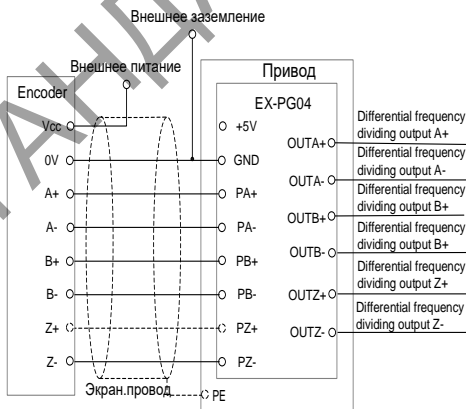 Внешнее заземление
Внешнее питание
Привод
Encoder
EX-PG04
Vcc
+5V
0V
GND
A+
PA+
A-
PA-
B+
PB+
B-
PB-
Z+
PZ+
Z-
PZ-
Экран.провод
PE
OUTA+
OUTA-
OUTB+
OUTB-
OUTZ+
OUTZ-
Differential frequency
dividing output A+
Differential frequency
dividing output A-
Differential frequency
dividing output B+
Differential frequency
dividing output B+
Differential frequency
dividing output Z+
Differential frequency
dividing output Z-